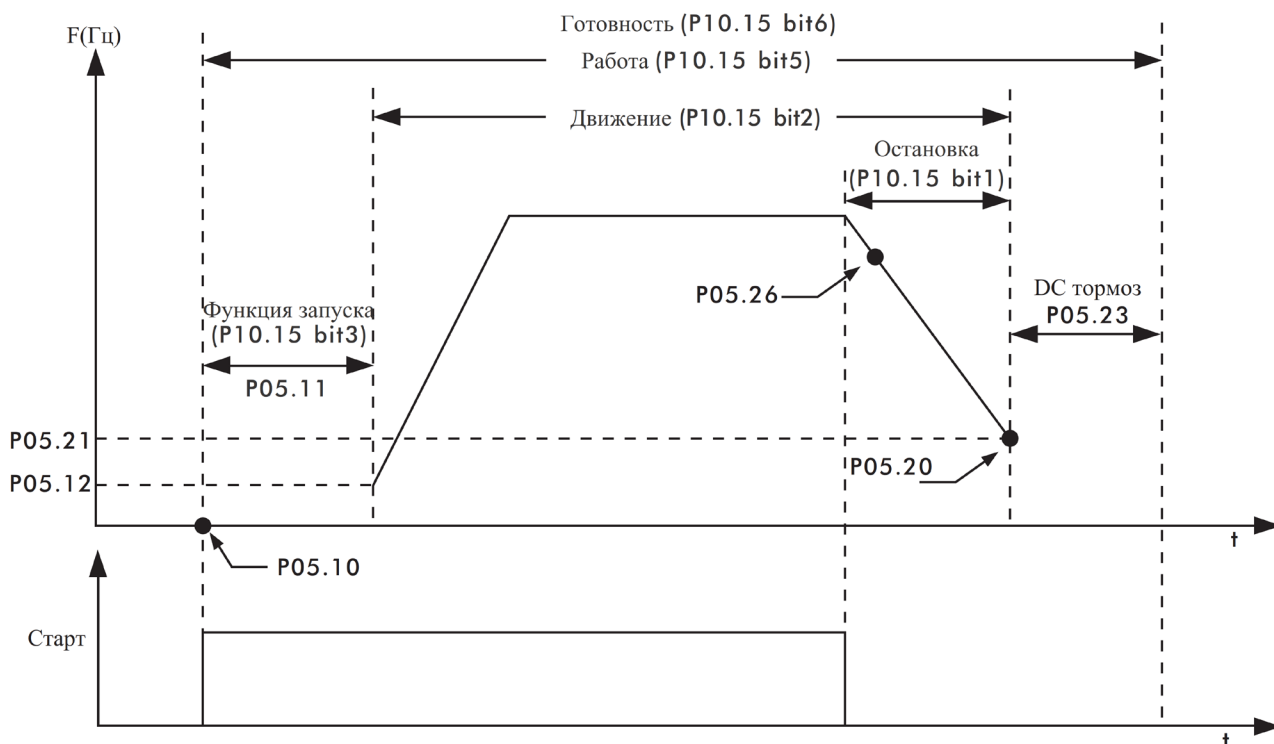 Готовность (P10.15 bit6)
F(Гц)
Работа (P10.15 bit5)
Движение (P10.15 bit2)
Остановка
(P10.15 bit1)
P05.26
DC тормоз
P05.23
Функция запуска
(P10.15 bit3)
P05.11
P05.21
P05.20
P05.12
t
P05.10
Старт
t